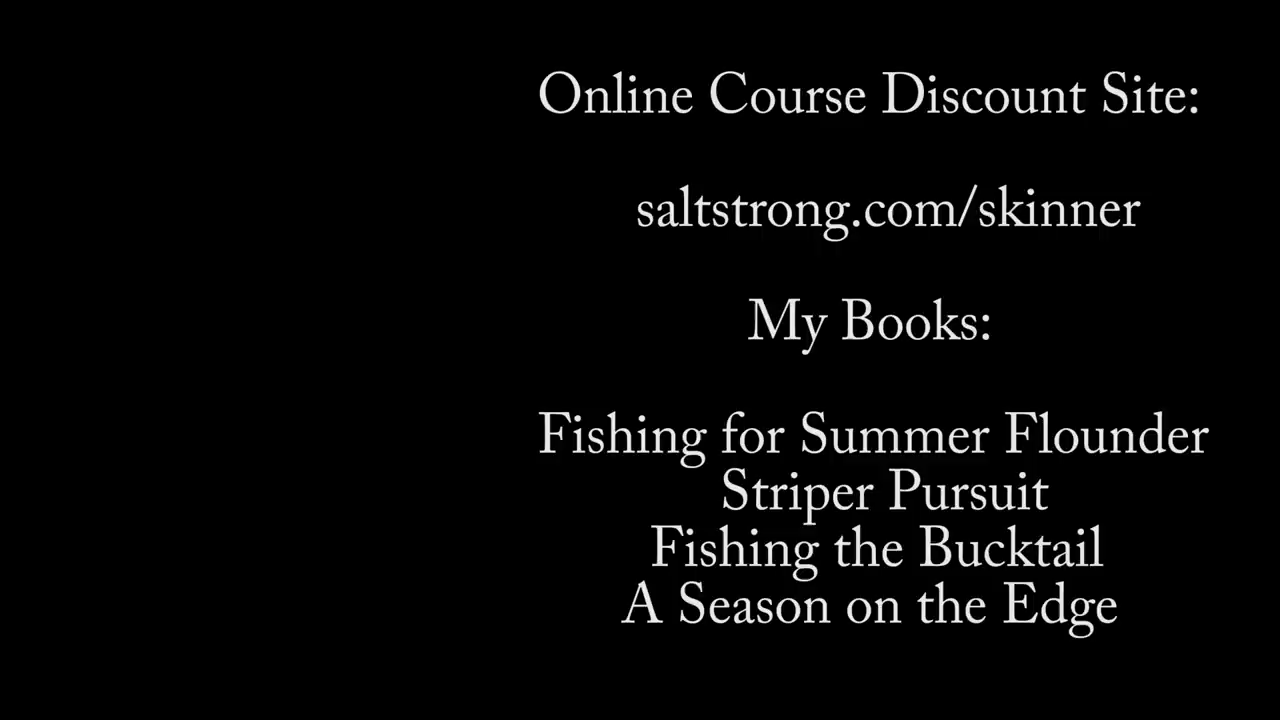 Online Course Discount Site:
saltstrong.com/skinner
My Books:
Fishing for Summer Flounder
Striper Pursuit
Fishing the Bucktail
A Season on the Edge